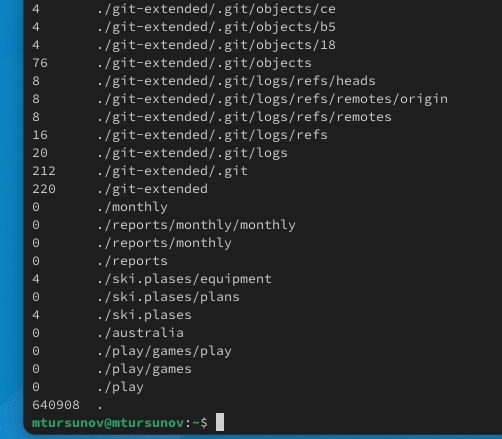 4 ./git-extended/.git/objects/ce
4 ./git-extended/.git/objects/b5
4 ./git-extended/.git/objects/18
76 ./git-extended/.git/objects
8 ./git-extended/.git/logs/refs/heads
8 ./git-extended/.git/logs/refs/remotes/origin
8 ./git-extended/.git/logs/refs/remotes
16 ./git-extended/.git/logs/refs
20 ./git-extended/.git/logs
212 ./git-extended/.git
220 ./git-extended
0 ./monthly
0 ./reports/monthly/monthly
0 ./reports/monthly
0 ./reports
4 ./ski.plases/equipment
0 ./ski.plases/plans
4 ./ski.plases
0 ./australia
0 ./play/games/play
0 ./play/games
0 ./play
640908 .
mtursunov@mtursunov:~$